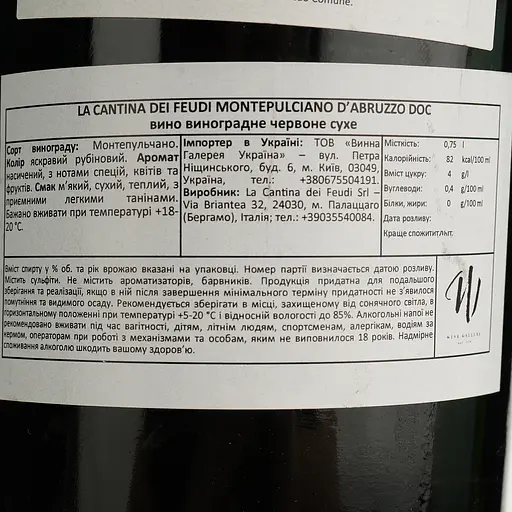 Comune.
LA CANTINA DEI FEUDI MONTEPULCIANO D'ABRUZZO DOC
вино виноградне червоне сухе
Сорт винограду: Монтепульчано.
Колір яскравий рубіновий. Аромат
насичений, з нотами спецій, квітів та
фруктів. Смак м'який, сухий, теплий, з
приємними легкими танінами.
Бажано вживати при температурі +18-
20 °C.
Імпортер в Україні: ТОВ «Винна
Галерея Україна» – вул. Петра
Ніщинського, буд. 6, м. Київ, 03049,
Україна, тел.: +380675504191.
Виробник: La Cantina dei Feudi Srl –
Via Briantea 32, 24030, м. Палаццаго
(Бергамо), Італія; тел.: +39035540084.
Місткість: 0,75 l
Калорійність: 82 kcal/100 ml
Вміст цукру: 4 g/l
Вуглеводи: 0,4 g/100 ml
Білки, жири: 0 g/100 ml
Дата розливу:
Краще спожити:
Вміст спирту у % об. та рік врожаю вказані на упаковці. Номер партії визначається датою розливу.
Містить сульфіти. Не містить ароматизаторів, барвників. Продукція придатна для подальшого
зберігання та реалізації, якщо в ній після завершення мінімального терміну придатності не з'явилося
помутніння та видимого осаду. Рекомендується зберігати в місці, захищеному від сонячного світла, в
горизонтальному положенні при температурі +5-20 °C і відносній вологості до 85%. Алкогольні напої не
рекомендовано вживати під час вагітності, дітям, літнім людям, спортсменам, алергікам, водіям за
кермом, операторам при роботі з механізмами та особам, яким не виповнилося 18 років. Надмірне
споживання алкоголю шкодить вашому здоров'ю.
WINE GALLERY